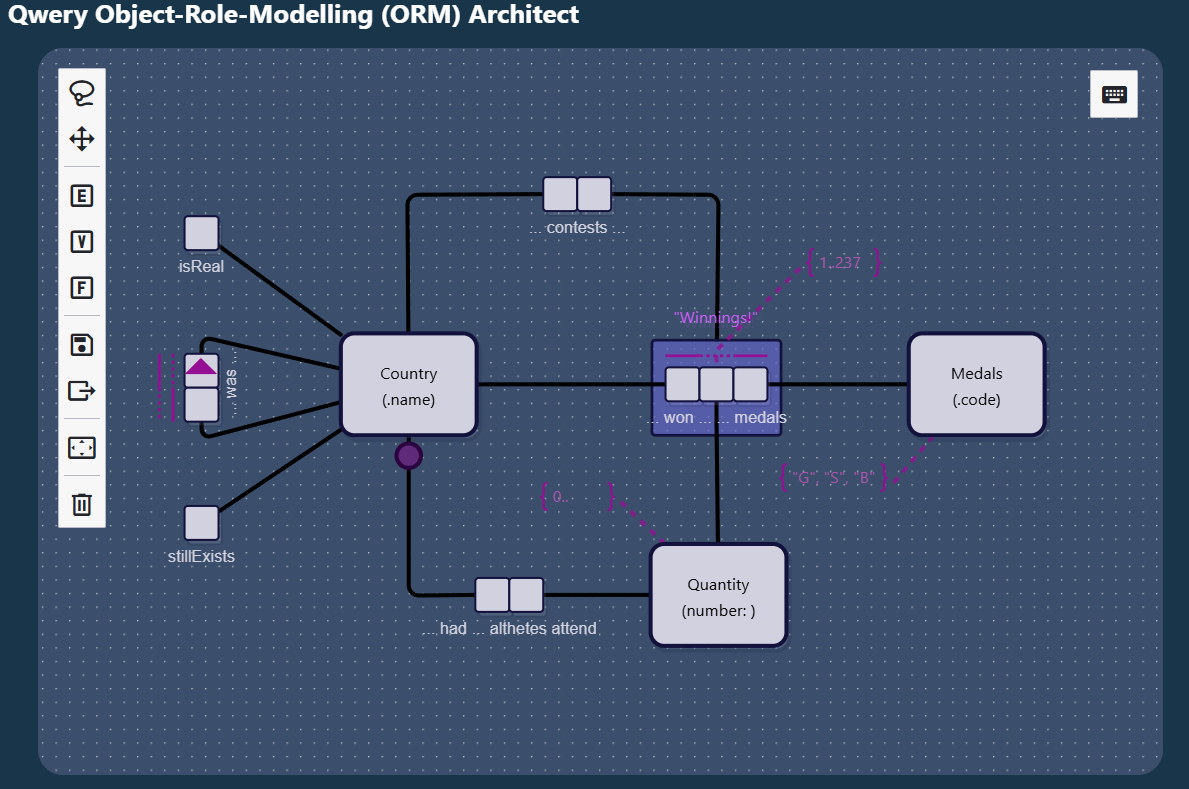 Qwery Object-Role-Modelling (ORM) Architect
E
V
F
... contests ...
isReal
{ 1..237 }
"Winnings!"
... was ...
Country
(.name)
... won ... ... medals
Medals
(.code)
{ "G", "S", "B" }
{ 0.. }
stillExists
Quantity
(number: )
... had ... althetes attend